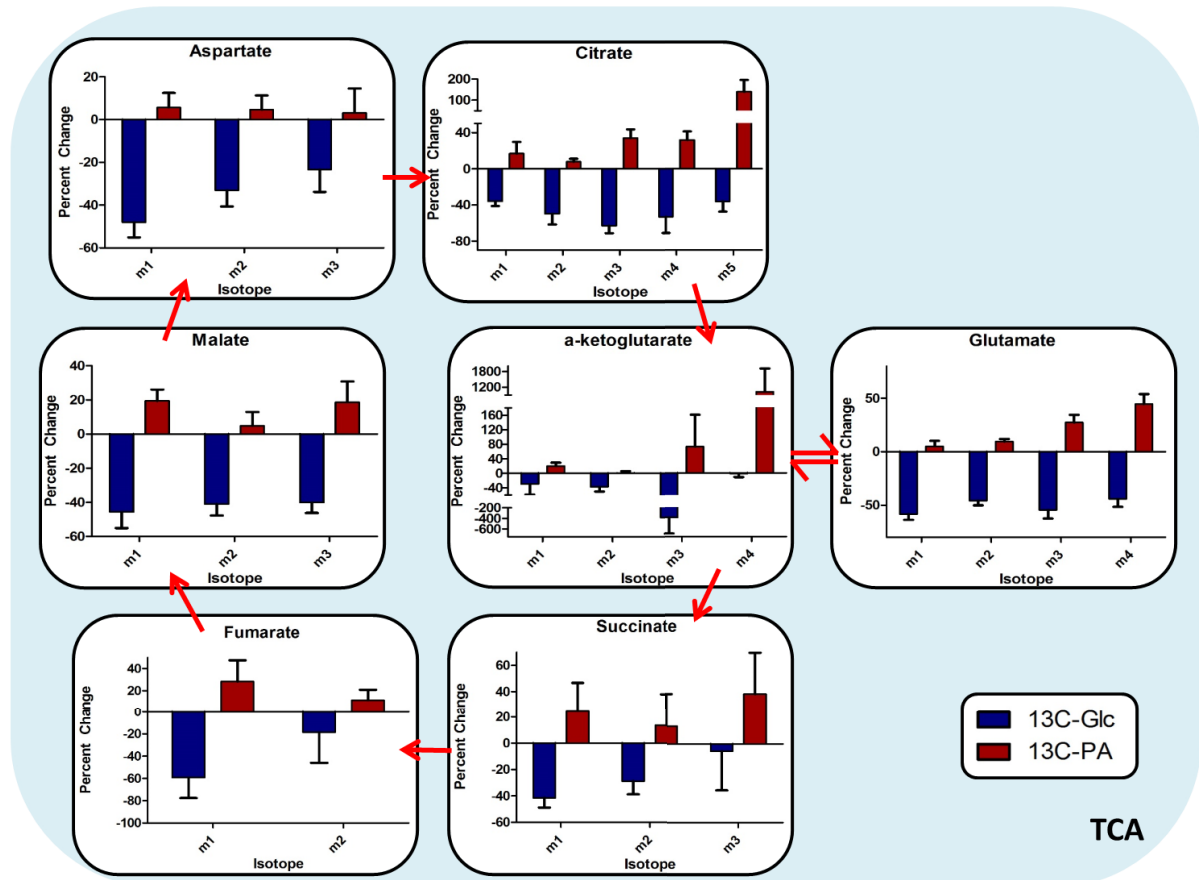 Aspartate
Percent Change
20
0
-20
-40
-60
m1
m2
m3
Isotope
Citrate
Percent Change
200
100
40
0
-40
-80
m1
m2
m3
m4
m5
Isotope
Malate
Percent Change
40
20
0
-20
-40
-60
m1
m2
m3
Isotope
a-ketoglutarate
Percent Change
1800
1200
160
120
80
40
0
-40
-200
-400
-600
m1
m2
m3
m4
Isotope
Glutamate
Percent Change
50
0
-50
m1
m2
m3
m4
Isotope
Fumarate
Percent Change
40
20
0
-20
-40
-60
-80
-100
m1
m2
Isotope
Succinate
Percent Change
60
40
20
0
-20
-40
-60
m1
m2
m3
Isotope
13C-Glc
13C-PA
TCA